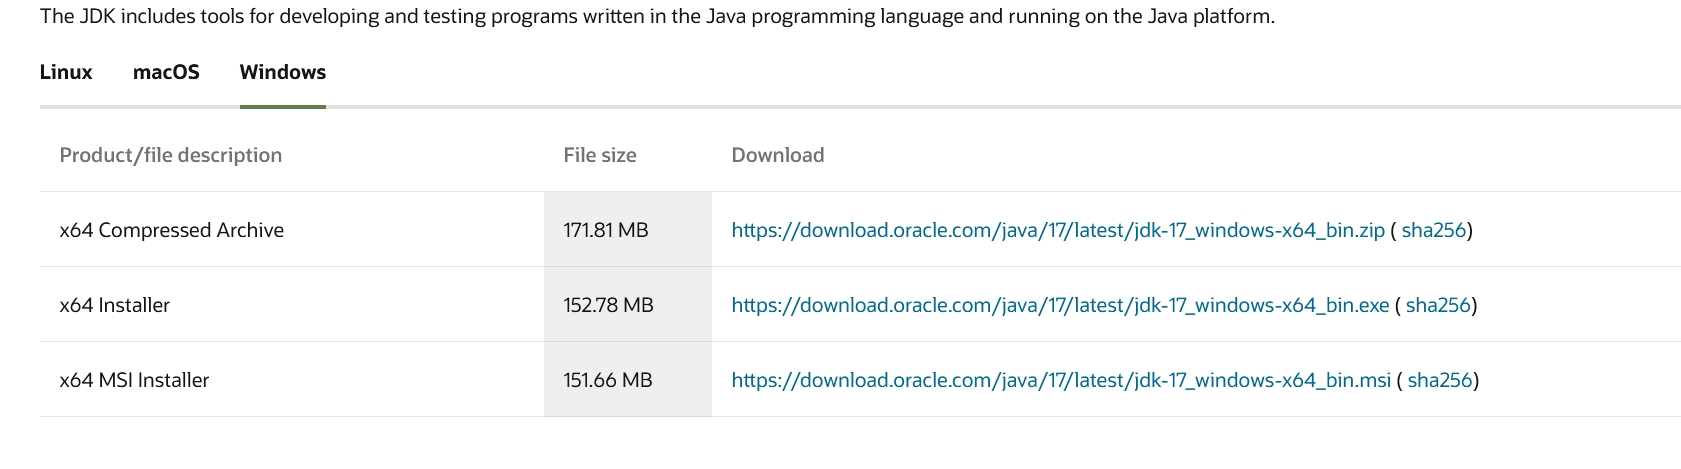 The JDK includes tools for developing and testing programs written in the Java programming language and running on the Java platform.
Linux macOS Windows
Product/file description File size Download
x64 Compressed Archive 171.81 MB https://download.oracle.com/java/17/latest/jdk-17_windows-x64_bin.zip ( sha256)
x64 Installer 152.78 MB https://download.oracle.com/java/17/latest/jdk-17_windows-x64_bin.exe ( sha256)
x64 MSI Installer 151.66 MB https://download.oracle.com/java/17/latest/jdk-17_windows-x64_bin.msi ( sha256)